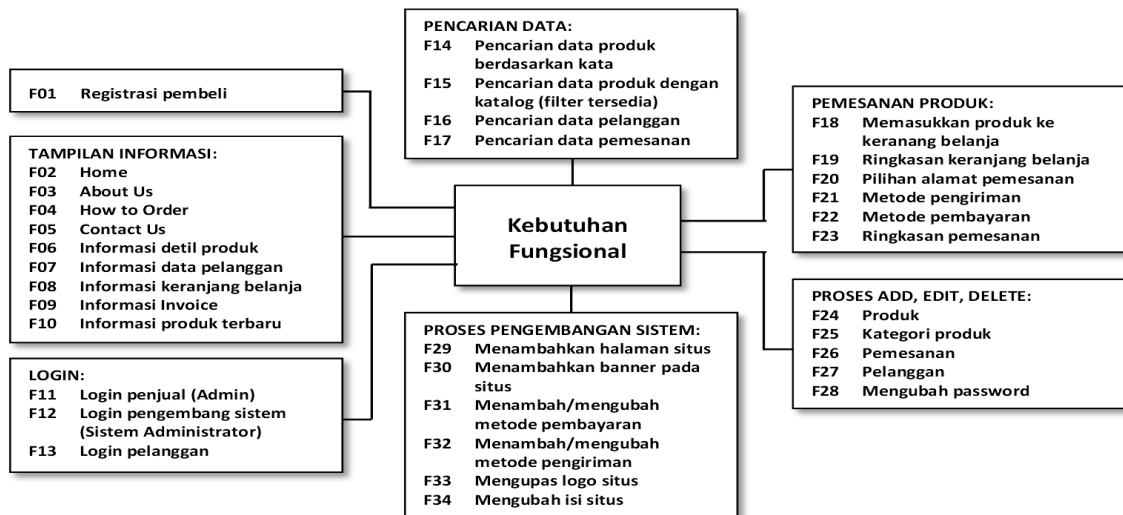 F01 Registrasi pembeli
TAMPILAN INFORMASI:
F02 Home
F03 About Us
F04 How to Order
F05 Contact Us
F06 Informasi detil produk
F07 Informasi data pelanggan
F08 Informasi keranjang belanja
F09 Informasi Invoice
F10 Informasi produk terbaru
LOGIN:
F11 Login penjual (Admin)
F12 Login pengembang sistem
(Sistem Administrator)
F13 Login pelanggan
PENCARIAN DATA:
F14 Pencarian data produk
berdasarkan kata
F15 Pencarian data produk dengan
katalog (filter tersedia)
F16 Pencarian data pelanggan
F17 Pencarian data pemesanan
Kebutuhan
Fungsional
PROSES PENGEMBANGAN SISTEM:
F29 Menambahkan halaman situs
F30 Menambahkan banner pada
situs
F31 Menambah/mengubah
metode pembayaran
F32 Menambah/mengubah
metode pengiriman
F33 Mengupas logo situs
F34 Mengubah isi situs
PEMESANAN PRODUK:
F18 Memasukkan produk ke
keranang belanja
F19 Ringkasan keranjang belanja
F20 Pilihan alamat pemesanan
F21 Metode pengiriman
F22 Metode pembayaran
F23 Ringkasan pemesanan
PROSES ADD, EDIT, DELETE:
F24 Produk
F25 Kategori produk
F26 Pemesanan
F27 Pelanggan
F28 Mengubah password